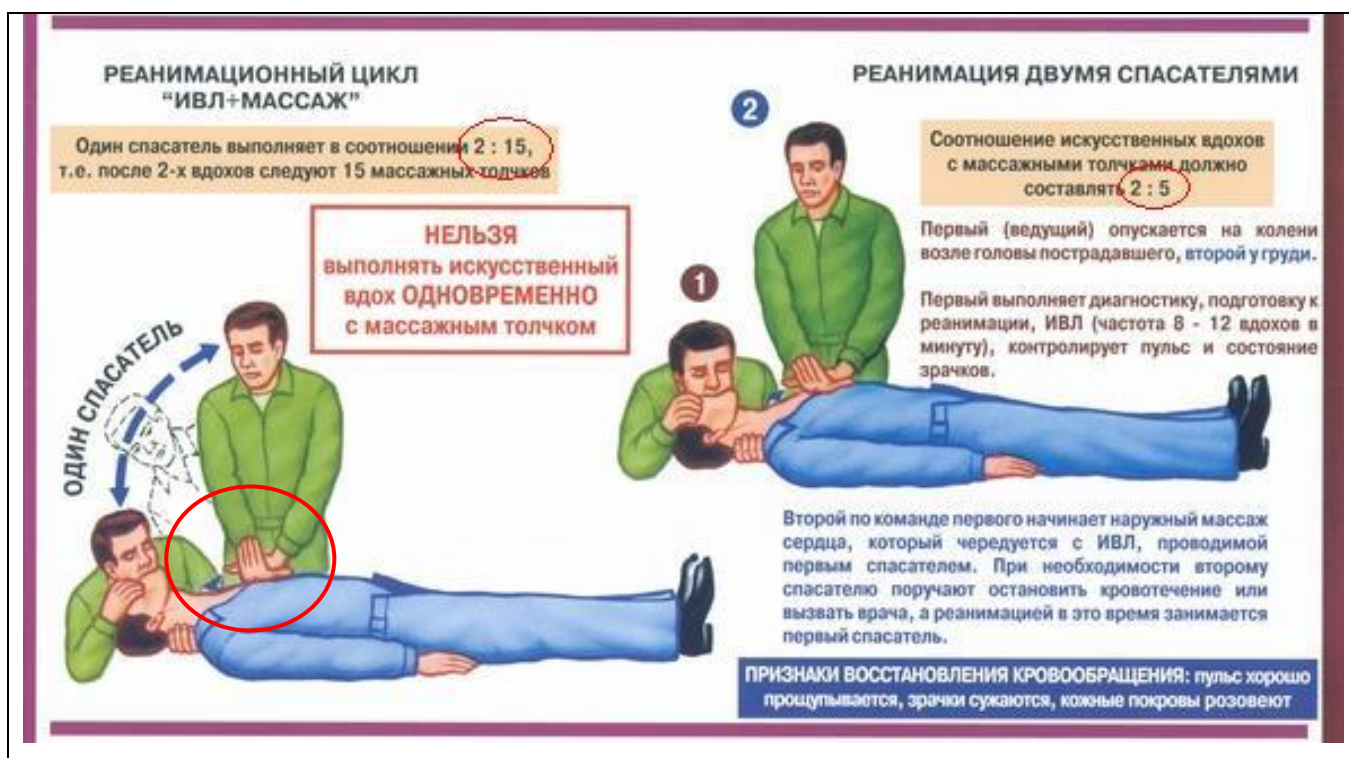 РЕАНИМАЦИОННЫЙ ЦИКЛ
“ИВЛ+МАССАЖ”
Один спасатель выполняет в соотношении 2 : 15,
т.е. после 2-х вдохов следуют 15 массажных толчков
НЕЛЬЗЯ
выполнять искусственный
вдох ОДНОВРЕМЕННО
с массажным толчком
ОДИН СПАСАТЕЛЬ
РЕАНИМАЦИЯ ДВУМЯ СПАСАТЕЛЯМИ
2
1
Соотношение искусственных вдохов
с массажными толчками должно
составлять 2 : 5
Первый (ведущий) опускается на колени
возле головы пострадавшего, второй у груди.
Первый выполняет диагностику, подготовку к
реанимации, ИВЛ (частота 8 - 12 вдохов в
минуту), контролирует пульс и состояние
зрачков.
Второй по команде первого начинает наружный массаж
сердца, который чередуется с ИВЛ, проводимой
первым спасателем. При необходимости второму
спасателю поручают остановить кровотечение или
вызвать врача, а реанимацией в это время занимается
первый спасатель.
ПРИЗНАКИ ВОССТАНОВЛЕНИЯ КРОВООБРАЩЕНИЯ: пульс хорошо
прощупывается, зрачки сужаются, кожные покровы розовеют